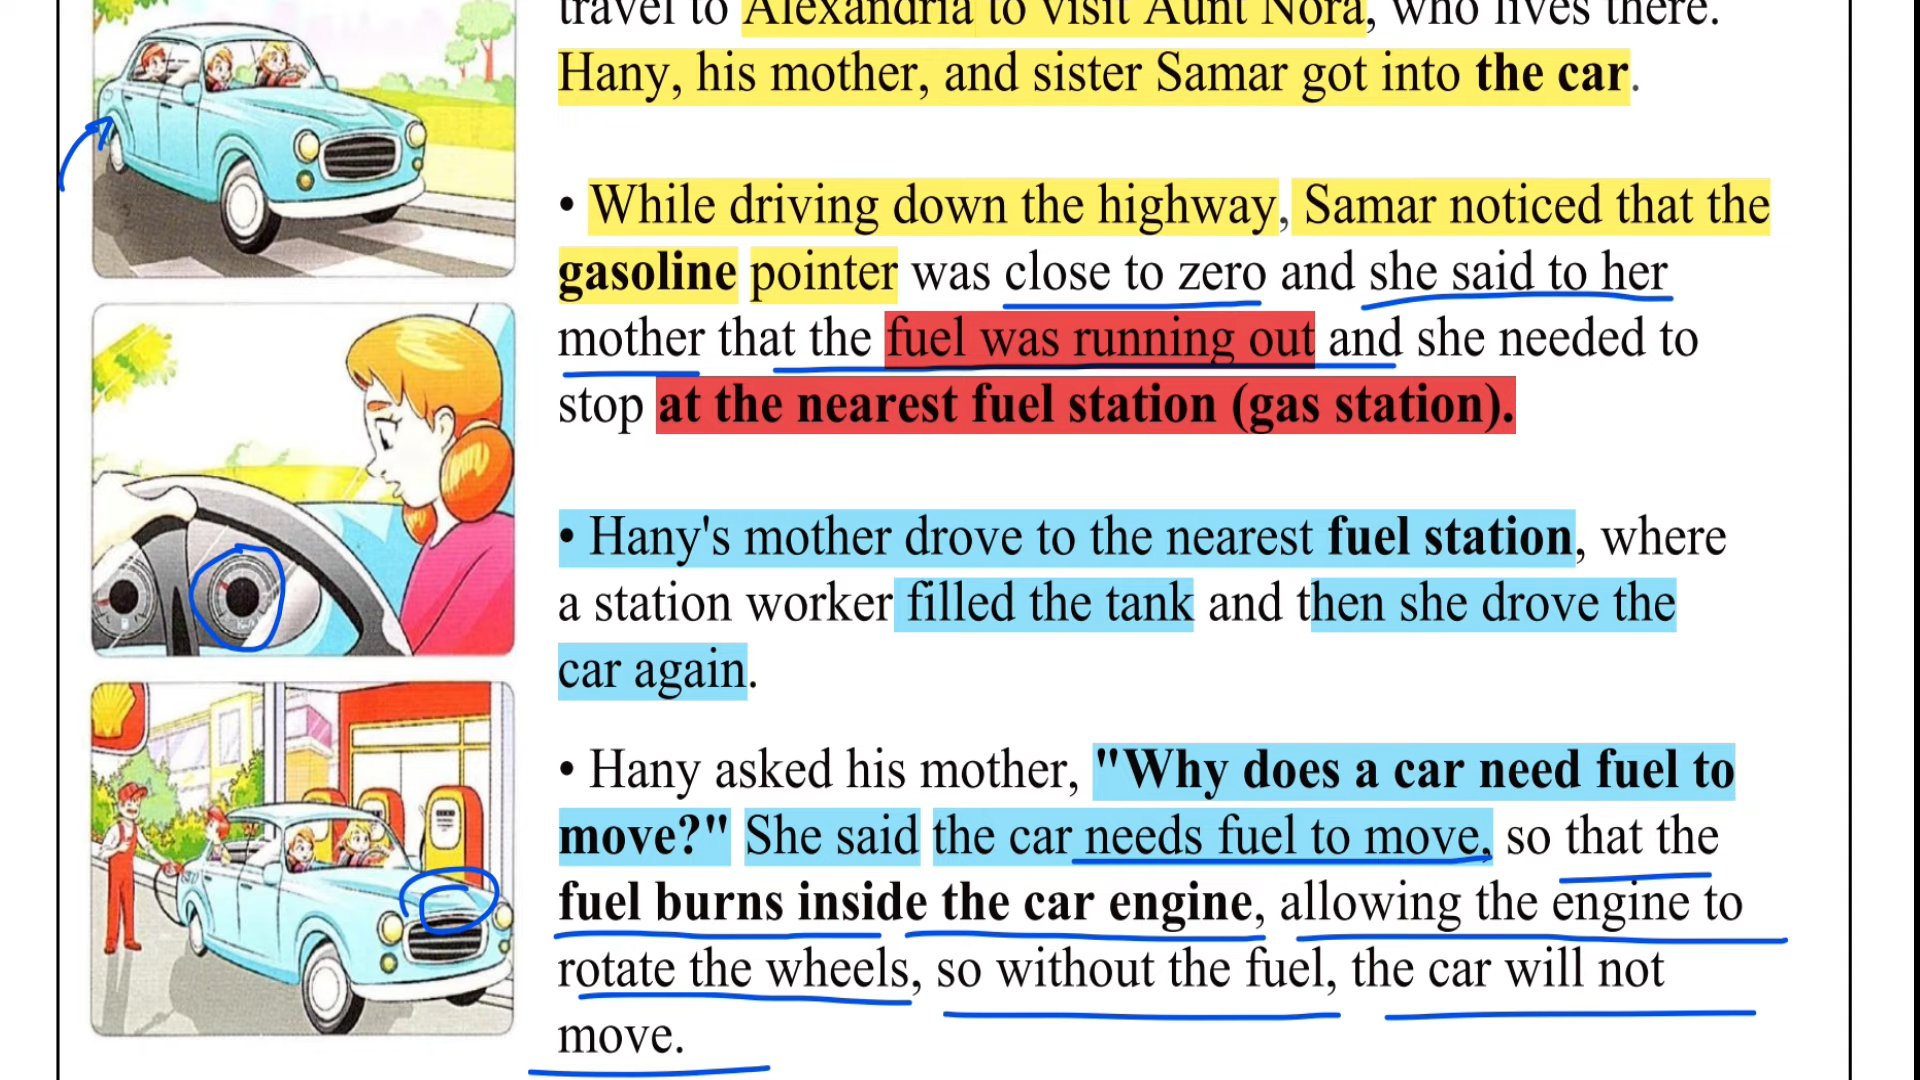 travel to Alexandria to visit Aunt Nora, who lives there.
Hany, his mother, and sister Samar got into the car.
• While driving down the highway, Samar noticed that the
gasoline pointer was close to zero and she said to her
mother that the fuel was running out and she needed to
stop at the nearest fuel station (gas station).
• Hany's mother drove to the nearest fuel station, where
a station worker filled the tank and then she drove the
car again.
• Hany asked his mother, "Why does a car need fuel to
move?" She said the car needs fuel to move, so that the
fuel burns inside the car engine, allowing the engine to
rotate the wheels, so without the fuel, the car will not
move.